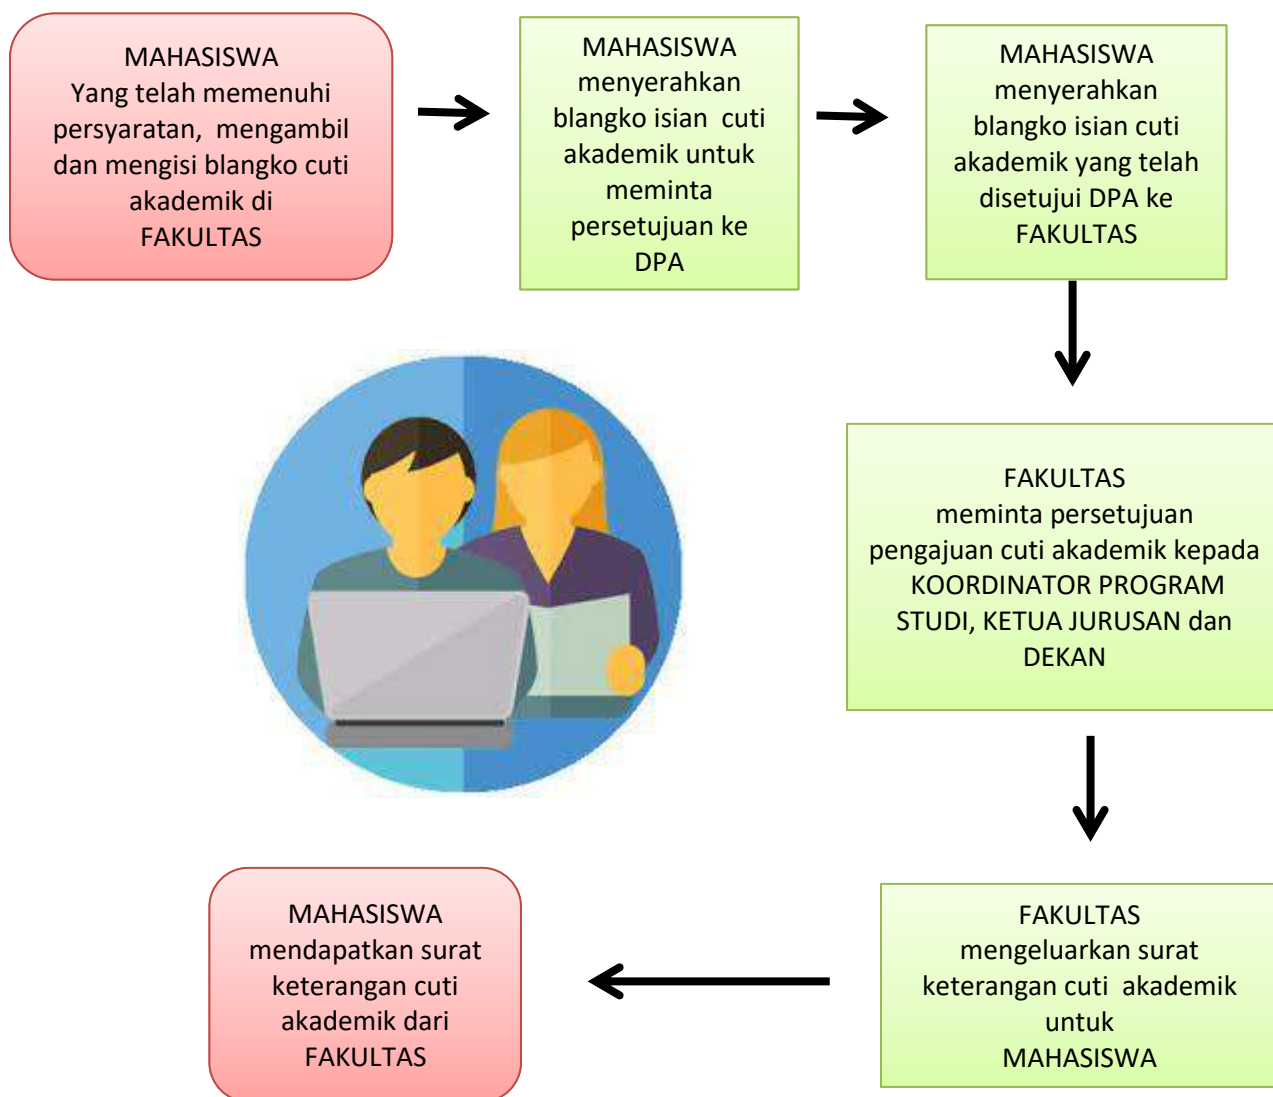 MAHASISWA
Yang telah memenuhi
persyaratan, mengambil
dan mengisi blangko cuti
akademik di
FAKULTAS
MAHASISWA
menyerahkan
blangko isian cuti
akademik untuk
meminta
persetujuan ke
DPA
MAHASISWA
menyerahkan
blangko isian cuti
akademik yang telah
disetujui DPA ke
FAKULTAS
FAKULTAS
meminta persetujuan
pengajuan cuti akademik kepada
KOORDINATOR PROGRAM
STUDI, KETUA JURUSAN dan
DEKAN
FAKULTAS
mengeluarkan surat
keterangan cuti akademik
untuk
MAHASISWA
MAHASISWA
mendapatkan surat
keterangan cuti
akademik dari
FAKULTAS